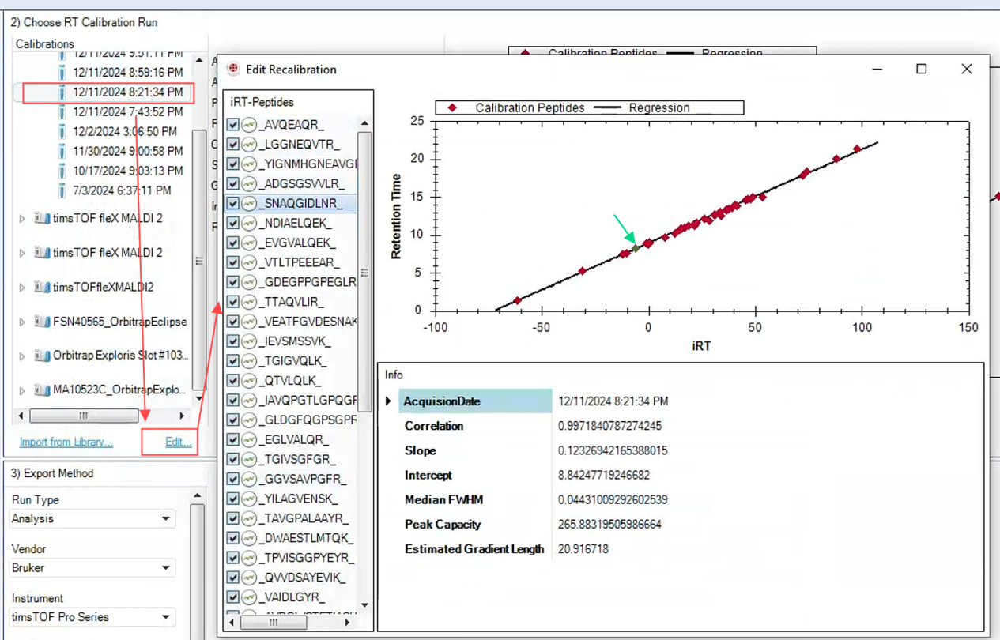 2) Choose RT Calibration Run
Calibrations
12/11/2024 9:51:11 PM
12/11/2024 8:59:16 PM
12/11/2024 8:21:34 PM
12/11/2024 7:43:52 PM
12/2/2024 3:06:50 PM
11/30/2024 9:00:58 PM
10/17/2024 9:03:13 PM
7/3/2024 6:37:11 PM
timsTOF fleX MALDI 2
timsTOF fleX MALDI 2
timsTOFfleXMALDI2
FSN40565_OrbitrapEclipse
Orbitrap Exploris Slot #103...
MA10523C_OrbitrapExplo...
Import from Library...
Edit...
3) Export Method
Run Type
Analysis
Vendor
Bruker
Instrument
timsTOF Pro Series
Calibration Peptides
Regression
Edit Recalibration
iRT-Peptides
_AVQEAQR_
_LGGNEQVTR_
_YIGNMHGNEAVGI
_ADGSGSVVLR_
_SNAQGIDLNR_
_NDIAELQEK_
_EVGVALQEK_
_VTLTPEEEAR_
_GDEGPPGPEGLR
_TTAQVLIR_
_VEATFGVDESNAK
_IEVSMSSVK_
_TGIGVQLK_
_QTVLQLK_
_IAVQPGTLGPQGR
_GLDGFQGPSGPR
_EGLVALQR_
_TGIVSGFGR_
_GGVSAVPGFR_
_YILAGVENSK_
_TAVGPALAAYR_
_DWAESTLMTQK_
_TPVISGGPYEYR_
_QVVDSAYEVIK_
_VAIDLGYR_
Calibration Peptides
Regression
25
20
15
10
5
0
Retention Time
-100
-50
0
50
100
150
iRT
Info
AcquisionDate 12/11/2024 8:21:34 PM
Correlation 0.9971840787274245
Slope 0.12326942165388015
Intercept 8.84247719246682
Median FWHM 0.04431009292602539
Peak Capacity 265.88319505986664
Estimated Gradient Length 20.916718